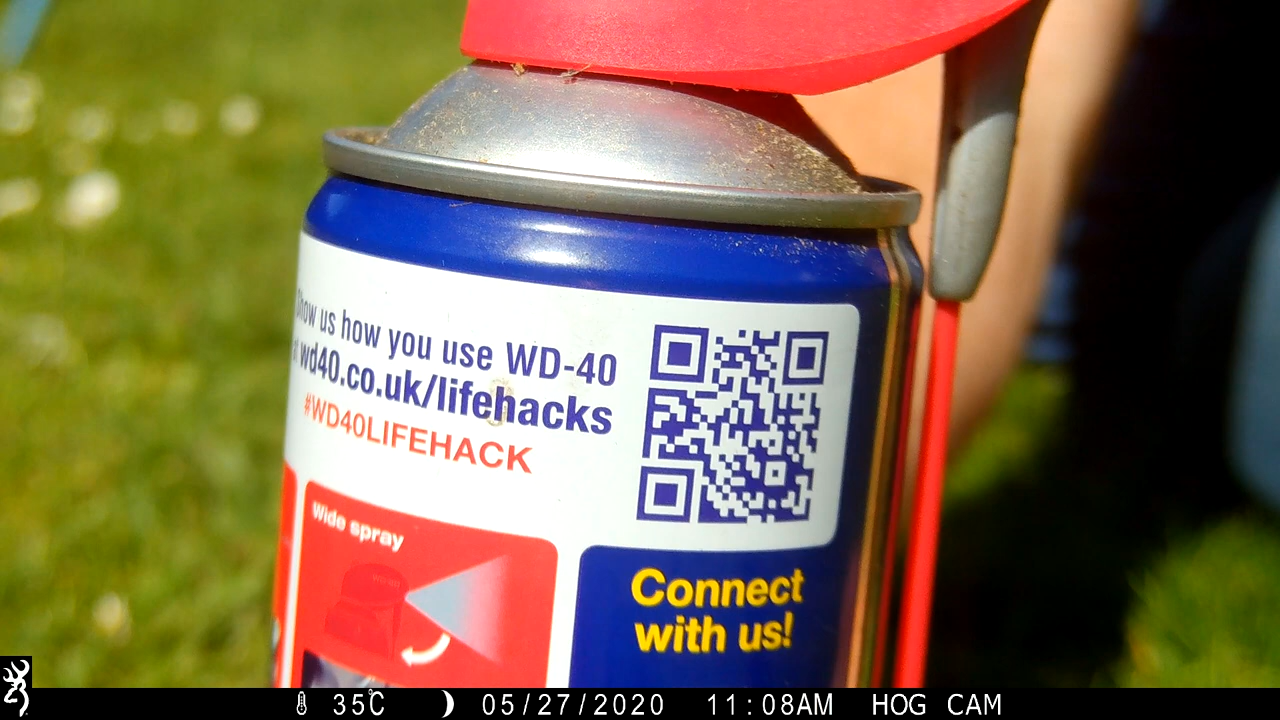 Show us how you use WD-40
at wd40.co.uk/lifehacks
#WD40LIFEHACK
Wide spray
Connect
with us!
35°C 05/27/2020 11:08AM HOG CAM